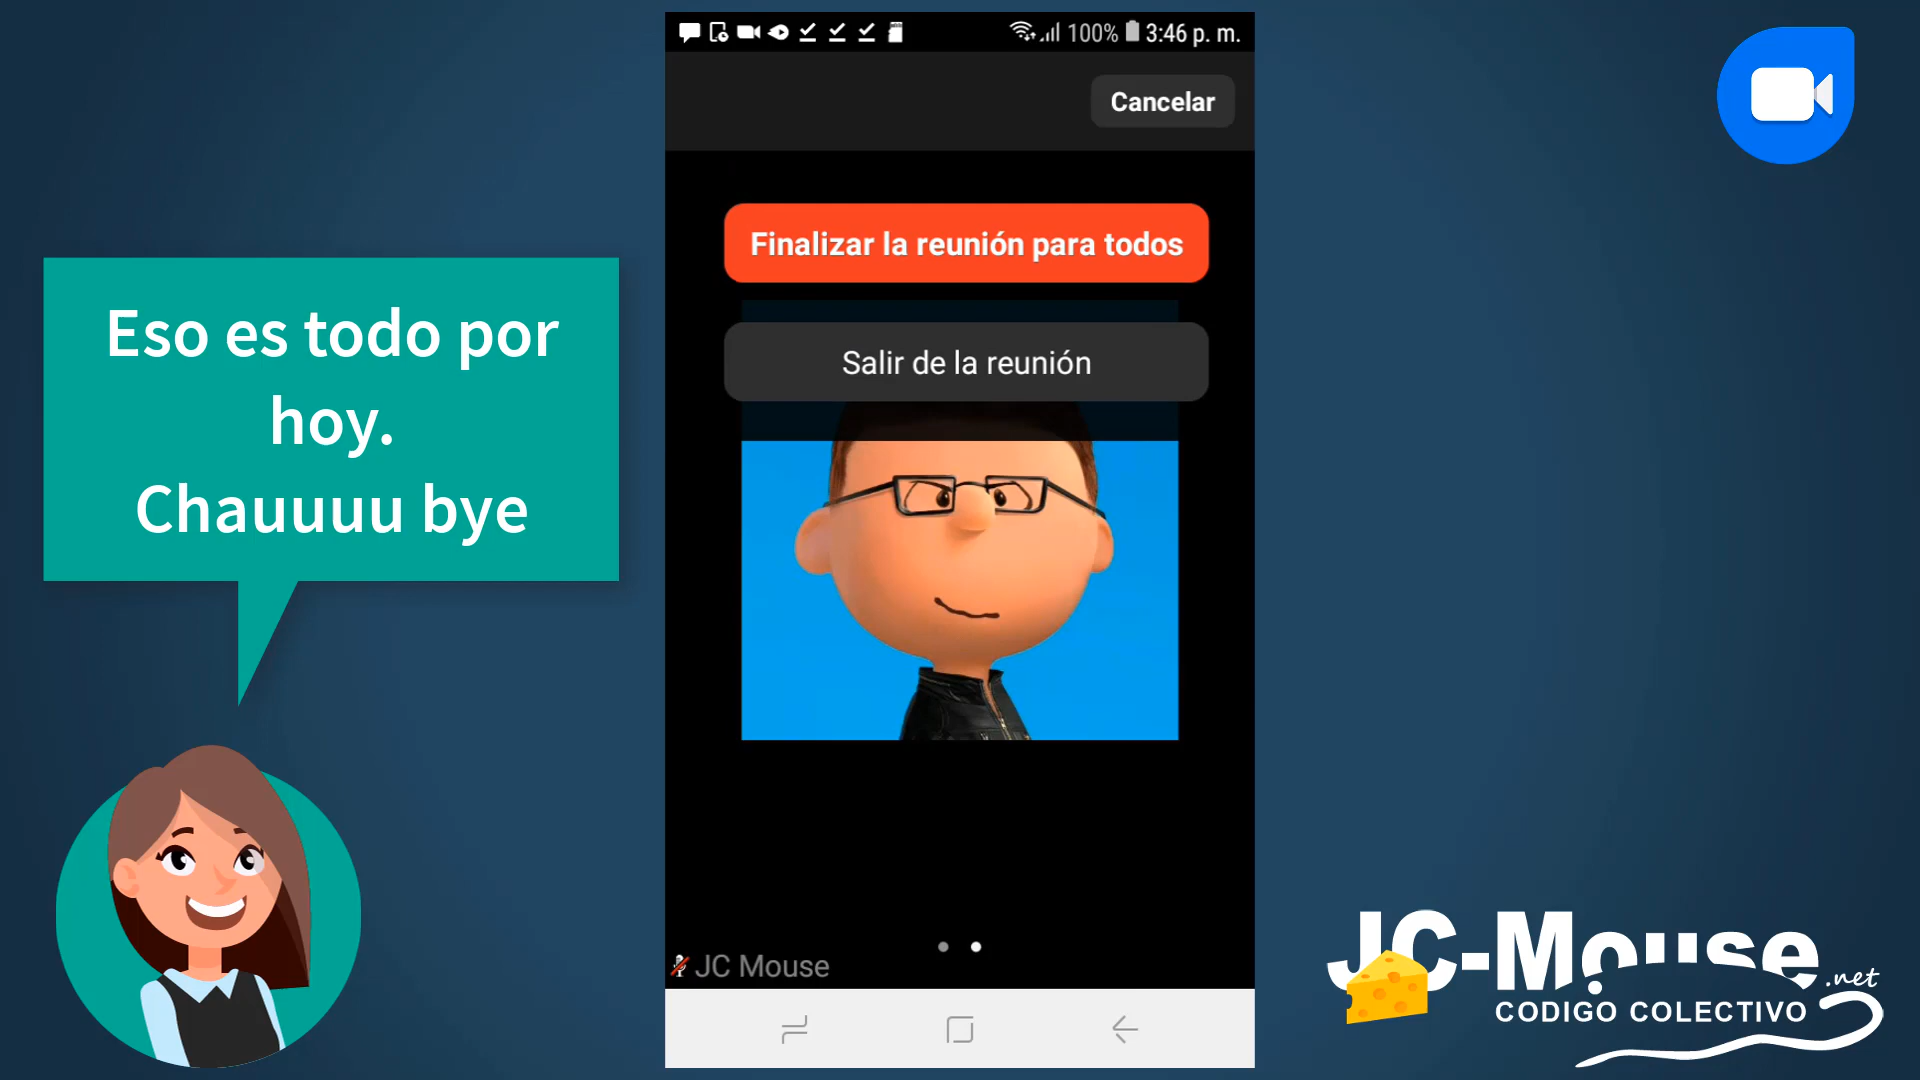 100% 3:46 p. m.
Cancelar
Finalizar la reunión para todos
Salir de la reunión
Eso es todo por
hoy.
Chauuuu bye
JC Mouse
JC-Mouse.net
CODIGO COLECTIVO